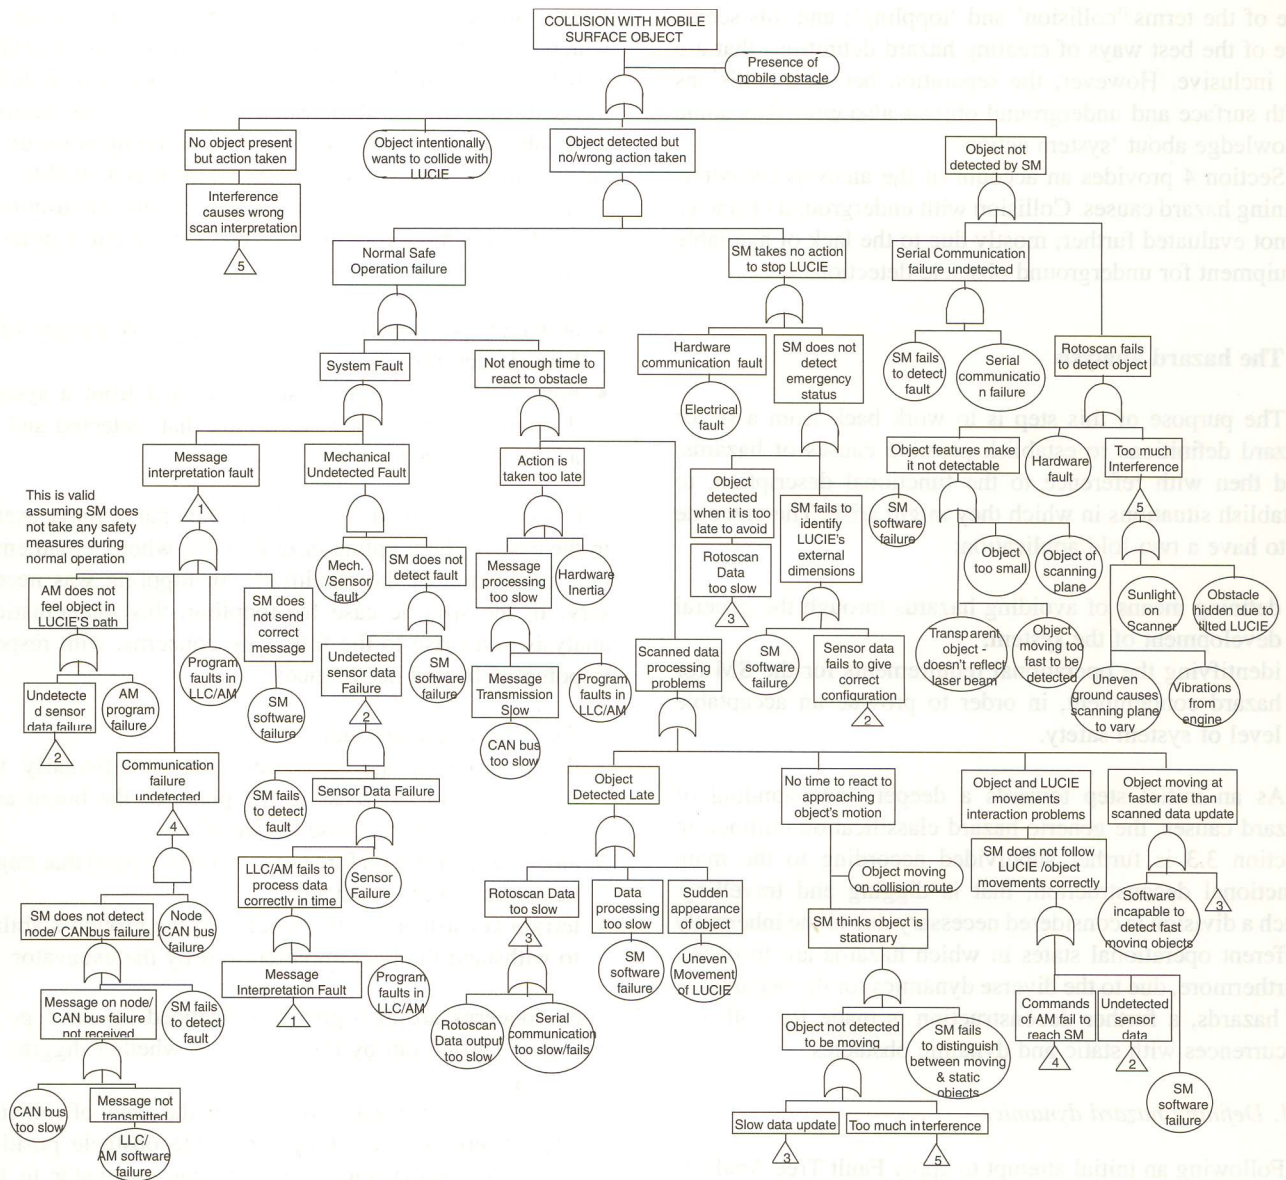 COLLISION WITH MOBILE
SURFACE OBJECT
Presence of
mobile obstacle
No object present
but action taken
Object intentionally
wants to collide with
LUCIE
Object detected but
no/wrong action taken
Object not
detected by SM
Interference
causes wrong
scan interpretation
5
Normal Safe
Operation failure
SM takes no action
to stop LUCIE
Serial Communication
failure undetected
System Fault
Not enough time to
react to obstacle
Hardware
communication fault
SM does not
detect
emergency
status
SM fails
to detect
fault
Serial
communicatio
n failure
Rotoscan fails
to detect object
Electrical
fault
Message
interpretation fault
1
Mechanical
Undetected Fault
Action is
taken too late
Object
detected
when it is too
late to avoid
Rotoscan
Data
too slow
3
SM fails to
identify
LUCIE's
external
dimensions
SM
software
failure
Object features make
it not detectable
Hardware
fault
Too much
Interference
5
This is valid
assuming SM does
not take any safety
measures during
normal operation
AM does not
feel object in
LUCIE'S path
Program
faults in
LLC/AM
SM does
not send
correct
message
SM
software
failure
Mech.
/Sensor
fault
SM does not
detect fault
Message
processing
too slow
Hardware
Inertia
Object
too small
Object of
scanning
plane
Sunlight
Scanner
Obstacle
hidden due to
tilted LUCIE
Transparent
object -
doesn't reflect
laser beam
Object
moving too
fast to be
detected
Uneven
ground causes
scanning plane
to vary
Vibrations
from
engine
Undetecte
d sensor
data failure
2
AM
program
failure
Undetected
sensor data
Failure
2
SM
software
failure
Message
Transmission
Slow
CAN bus
too slow
Program
faults in
LLC/AM
Scanned data
processing
problems
SM
software
failure
Sensor data
fails to give
correct
configuration
2
Communication
failure
undetected
4
SM fails
to detect
fault
Sensor Data Failure
Object
Detected Late
No time to react to
approaching
object's motion
Object and LUCIE
movements
interaction problems
Object moving at
faster rate than
scanned data update
LLC/AM fails to
process data
correctly in time
Sensor
Failure
Object moving
on collision route
SM does not follow
LUCIE /object
movements correctly
Software
incapable to
detect fast
moving objects
3
SM does not detect
node/ CANbus failure
Node
/CAN bus
failure
Rotoscan Data
too slow
3
Data
processing
too slow
SM
software
failure
Sudden
appearance
of object
Uneven
Movement
of LUCIE
SM thinks object is
stationary
Message
Interpretation Fault
1
Program
faults in
LLC/AM
Message on node/
CAN bus failure
not received
SM fails
to detect
fault
Rotoscan
Data output
too slow
Serial
communication
too slow/fails
Object not detected
to be moving
SM fails
to distinguish
between moving
& static
objects
Commands
of AM fail to
reach SM
4
Undetected
sensor
data
2
SM
software
failure
CAN bus
too slow
Message not
transmitted
LLC/
AM software
failure
Slow data update
3
Too much interference
5